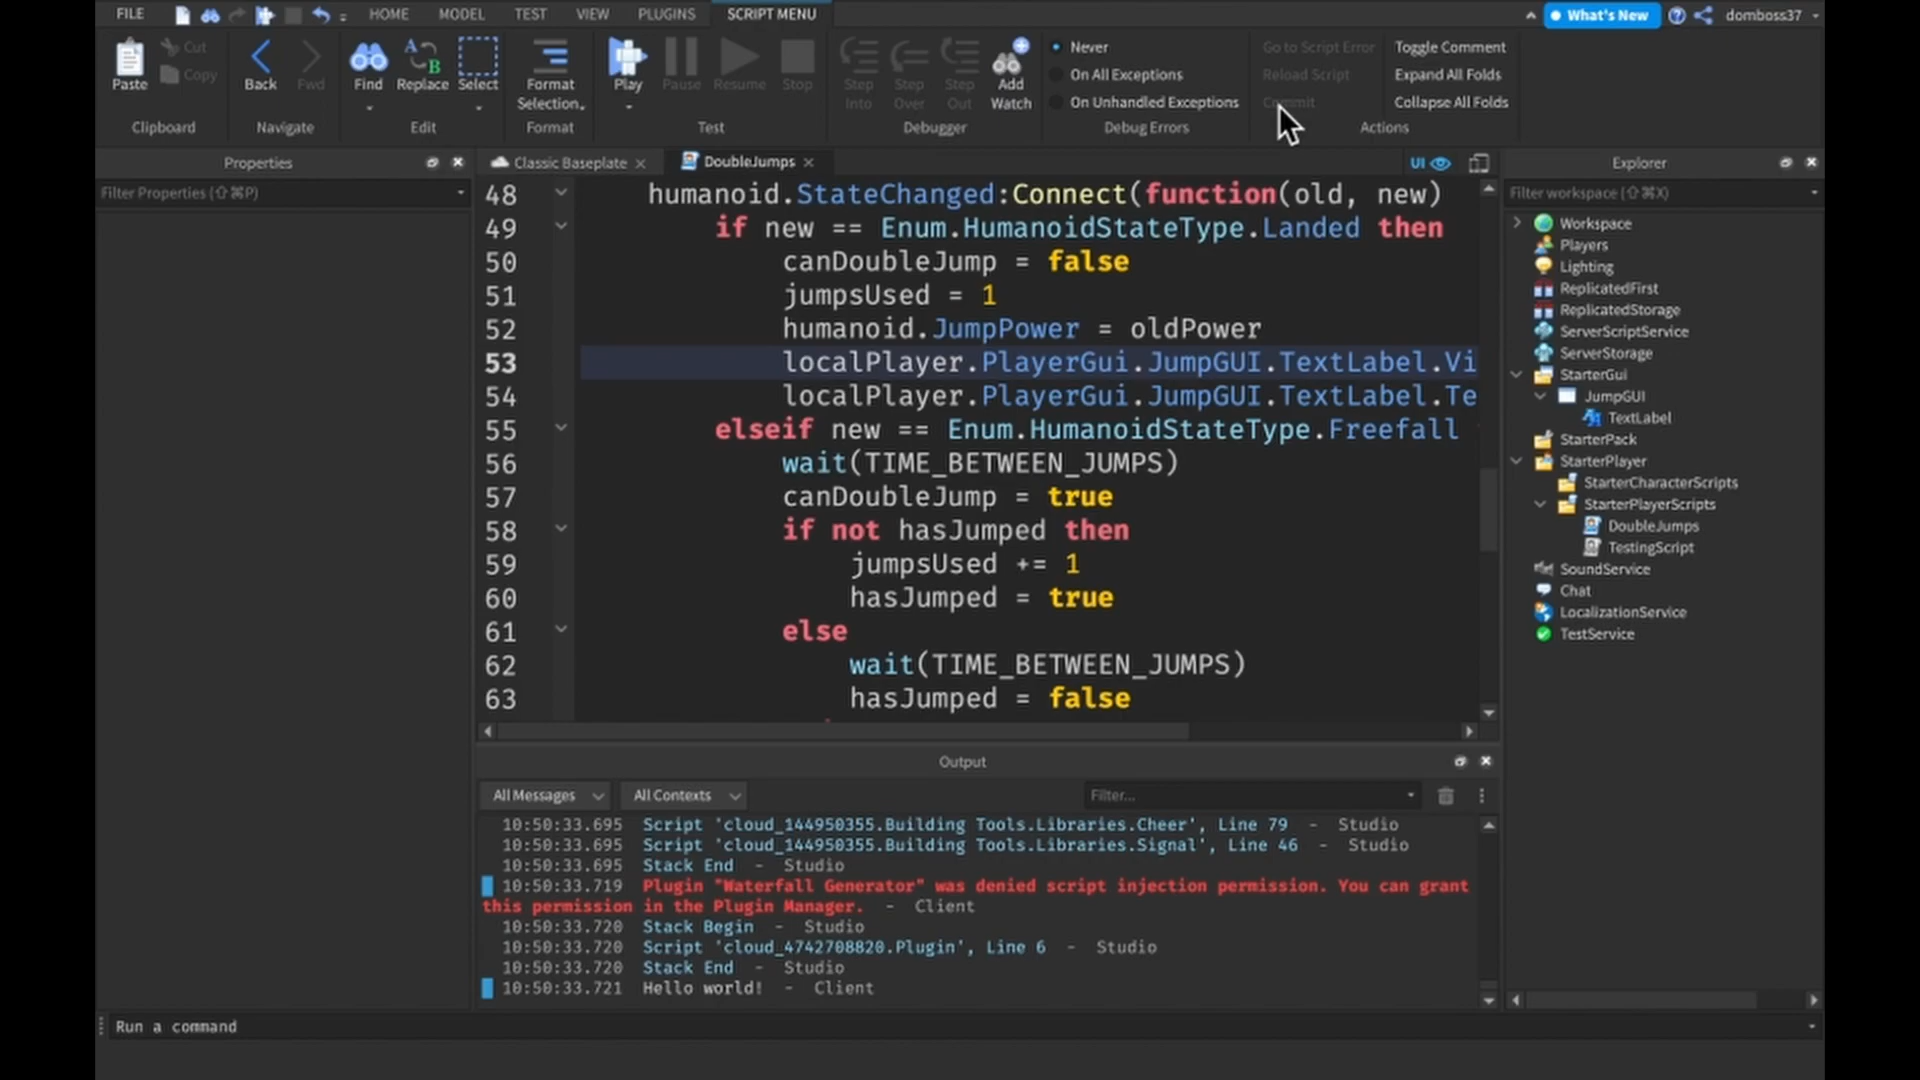 FILE HOME MODEL TEST VIEW PLUGINS SCRIPT MENU What's New domboss37
Paste Cut Copy Back Fwd Find Replace Select Format Selection Play Pause Resume Stop Step Into Step Over Step Out Add Watch
Never
On All Exceptions
On Unhandled Exceptions
Go to Script Error
Reload Script
Commit
Toggle Comment
Expand All Folds
Collapse All Folds
Clipboard Navigate Edit Format Test Debugger Debug Errors Actions
Properties
Filter Properties (⇧⌘P)
Classic Baseplate DoubleJumps UI
48 humanoid.StateChanged:Connect(function(old, new)
49 if new == Enum.HumanoidStateType.Landed then
50 canDoubleJump = false
51 jumpsUsed = 1
52 humanoid.JumpPower = oldPower
53 localPlayer.PlayerGui.JumpGUI.TextLabel.Vi
54 localPlayer.PlayerGui.JumpGUI.TextLabel.Te
55 elseif new == Enum.HumanoidStateType.Freefall
56 wait(TIME_BETWEEN_JUMPS)
57 canDoubleJump = true
58 if not hasJumped then
59 jumpsUsed += 1
60 hasJumped = true
61 else
62 wait(TIME_BETWEEN_JUMPS)
63 hasJumped = false
Output
All Messages All Contexts Filter...
10:50:33.695 Script 'cloud_144950355.Building Tools.Libraries.Cheer', Line 79 - Studio
10:50:33.695 Script 'cloud_144950355.Building Tools.Libraries.Signal', Line 46 - Studio
10:50:33.695 Stack End - Studio
10:50:33.719 Plugin "Waterfall Generator" was denied script injection permission. You can grant
this permission in the Plugin Manager. - Client
10:50:33.720 Stack Begin - Studio
10:50:33.720 Script 'cloud_4742708820.Plugin', Line 6 - Studio
10:50:33.720 Stack End - Studio
10:50:33.721 Hello world! - Client
Explorer
Filter workspace (⇧⌘X)
Workspace
Players
Lighting
ReplicatedFirst
ReplicatedStorage
ServerScriptService
ServerStorage
StarterGui
JumpGUI
TextLabel
StarterPack
StarterPlayer
StarterCharacterScripts
StarterPlayerScripts
DoubleJumps
TestingScript
SoundService
Chat
LocalizationService
TestService
Run a command